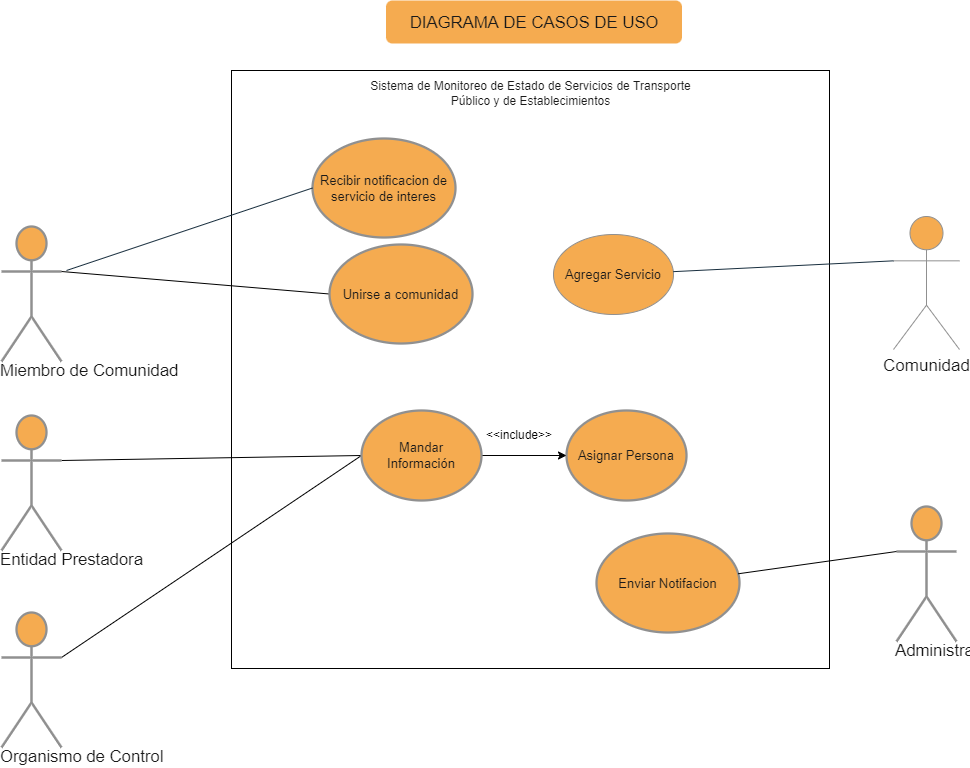 DIAGRAMA DE CASOS DE USO
Sistema de Monitoreo de Estado de Servicios de Transporte
Público y de Establecimientos
Recibir notificacion de
servicio de interes
Unirse a comunidad
Agregar Servicio
Miembro de Comunidad
Comunidad
Mandar
Información
<<include>>
Asignar Persona
Entidad Prestadora
Enviar Notifacion
Administra
Organismo de Control